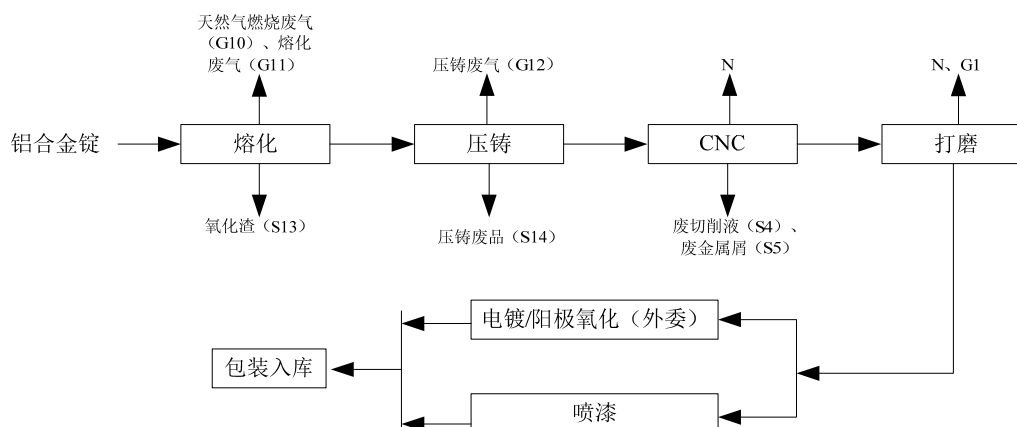 天然气燃烧废气
（G10）、熔化
废气（G11）
压铸废气（G12）
N
N、G1
铝合金锭
熔化
压铸
CNC
打磨
氧化渣（S13）
压铸废品（S14）
废切削液（S4）、
废金属屑（S5）
电镀/阳极氧化（外委）
包装入库
喷漆